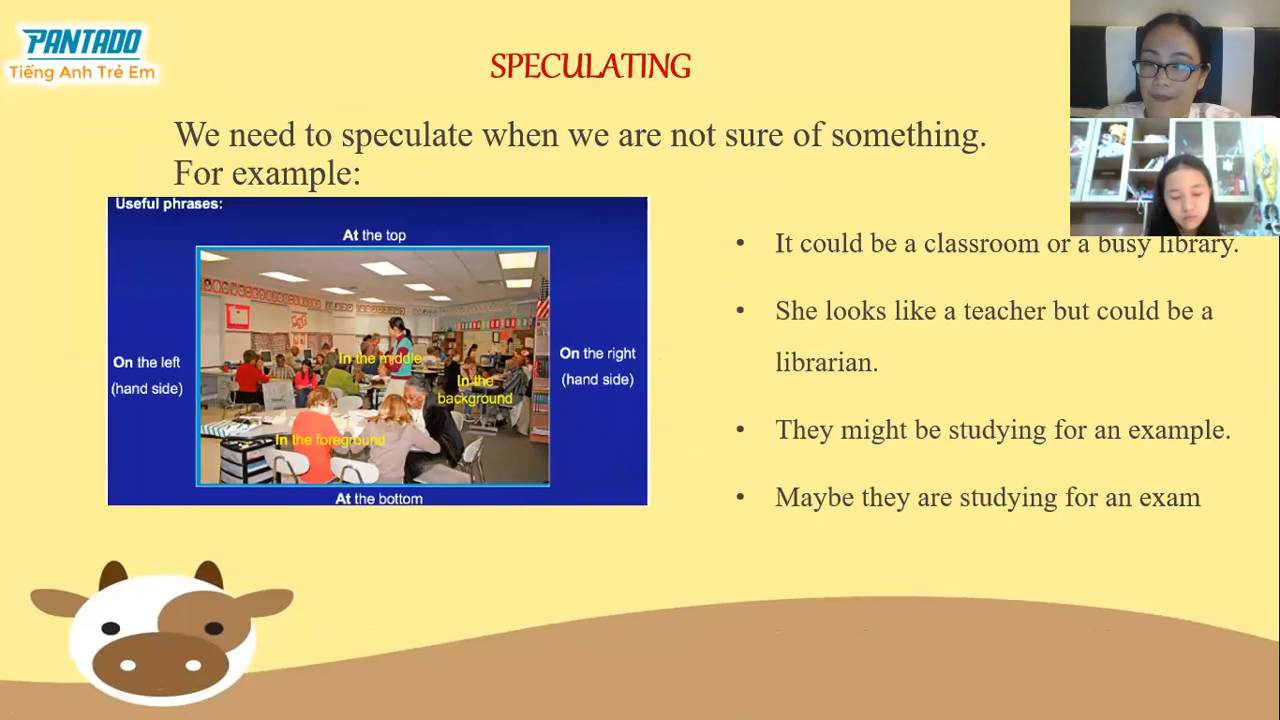 PANTADO
Tiếng Anh Trẻ Em
SPECULATING
We need to speculate when we are not sure of something.
For example:
Useful phrases:
At the top
On the left
(hand side)
In the middle
In the
background
In the foreground
On the right
(hand side)
At the bottom
• It could be a classroom or a busy library.
• She looks like a teacher but could be a
librarian.
• They might be studying for an example.
• Maybe they are studying for an exam